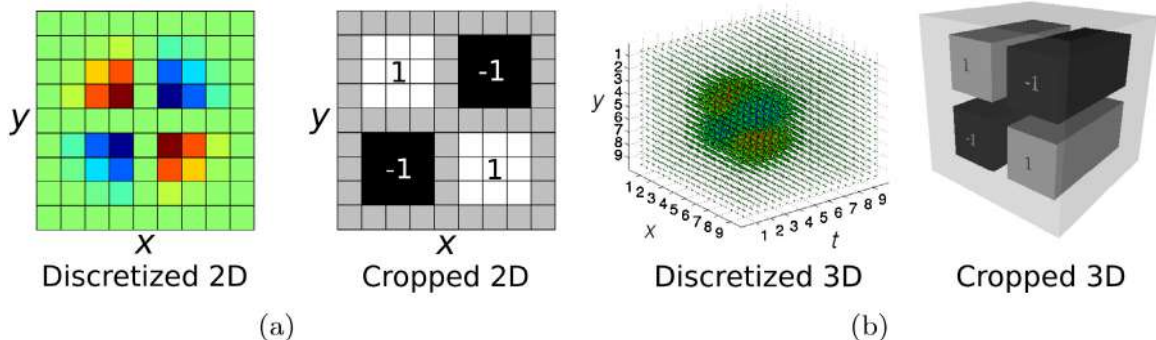 y
x
Discretized 2D
1 -1
-1 1
y
x
Cropped 2D
(a)
1
2
3
4
5
6
7
8
9
y
1 2 3 4 5 6 7 8 9
x
1 2 3 4 5 6 7 8 9
t
Discretized 3D
1 -1
-1 1
Cropped 3D
(b)